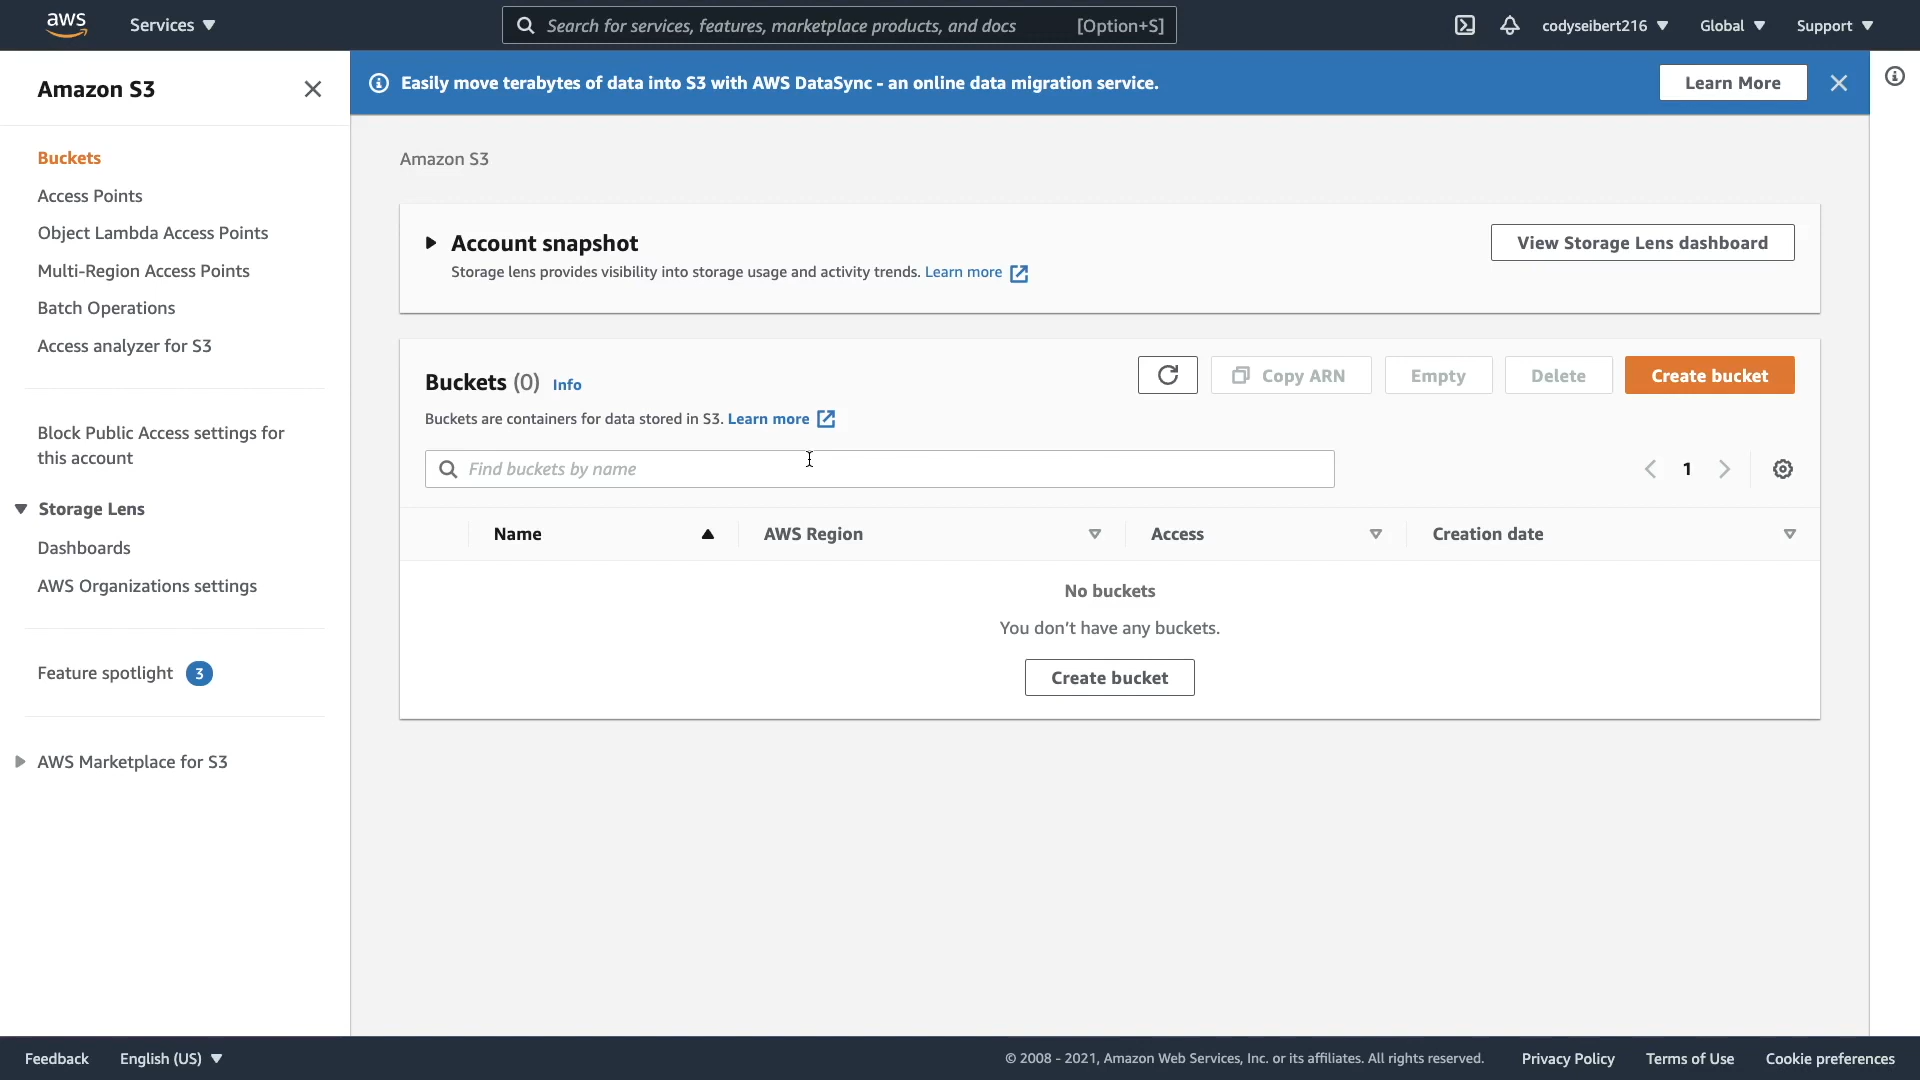 aws
Services
Search for services, features, marketplace products, and docs [Option+S]
codyseibert216
Global
Support
Amazon S3
Easily move terabytes of data into S3 with AWS DataSync - an online data migration service.
Learn More
Buckets
Access Points
Object Lambda Access Points
Multi-Region Access Points
Batch Operations
Access analyzer for S3
Block Public Access settings for
this account
Storage Lens
Dashboards
AWS Organizations settings
Feature spotlight 3
AWS Marketplace for S3
Amazon S3
Account snapshot
Storage lens provides visibility into storage usage and activity trends. Learn more
View Storage Lens dashboard
Buckets (0) Info
Buckets are containers for data stored in S3. Learn more
Copy ARN
Empty
Delete
Create bucket
Find buckets by name
1
Name
AWS Region
Access
Creation date
No buckets
You don't have any buckets.
Create bucket
Feedback
English (US)
© 2008 - 2021, Amazon Web Services, Inc. or its affiliates. All rights reserved.
Privacy Policy
Terms of Use
Cookie preferences